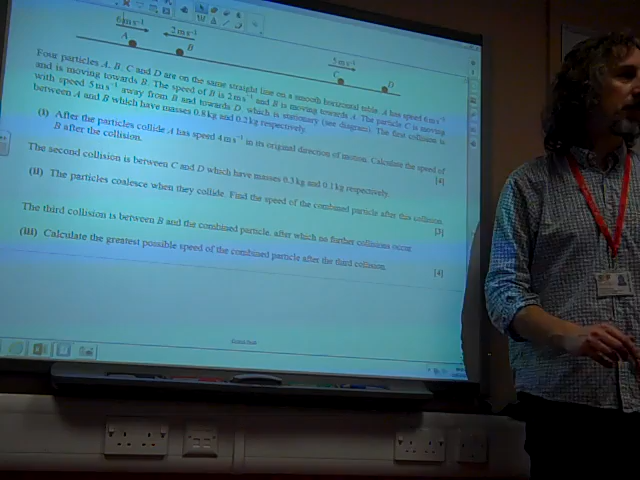 6 m s⁻¹ 2 m s⁻¹ 5 m s⁻¹
A B C D
Four particles A, B, C and D are on the same straight line on a smooth horizontal table. A has speed 6 m s⁻¹
and is moving towards B. The speed of B is 2 m s⁻¹ and B is moving towards A. The particle C is moving
with speed 5 m s⁻¹ away from B and towards D, which is stationary (see diagram). The first collision is
between A and B which have masses 0.8 kg and 0.2 kg respectively.
(i) After the particles collide A has speed 4 m s⁻¹ in its original direction of motion. Calculate the speed of
B after the collision. [4]
The second collision is between C and D which have masses 0.3 kg and 0.1 kg respectively.
(ii) The particles coalesce when they collide. Find the speed of the combined particle after this collision.
[3]
The third collision is between B and the combined particle, after which no further collisions occur.
(iii) Calculate the greatest possible speed of the combined particle after the third collision.
[4]